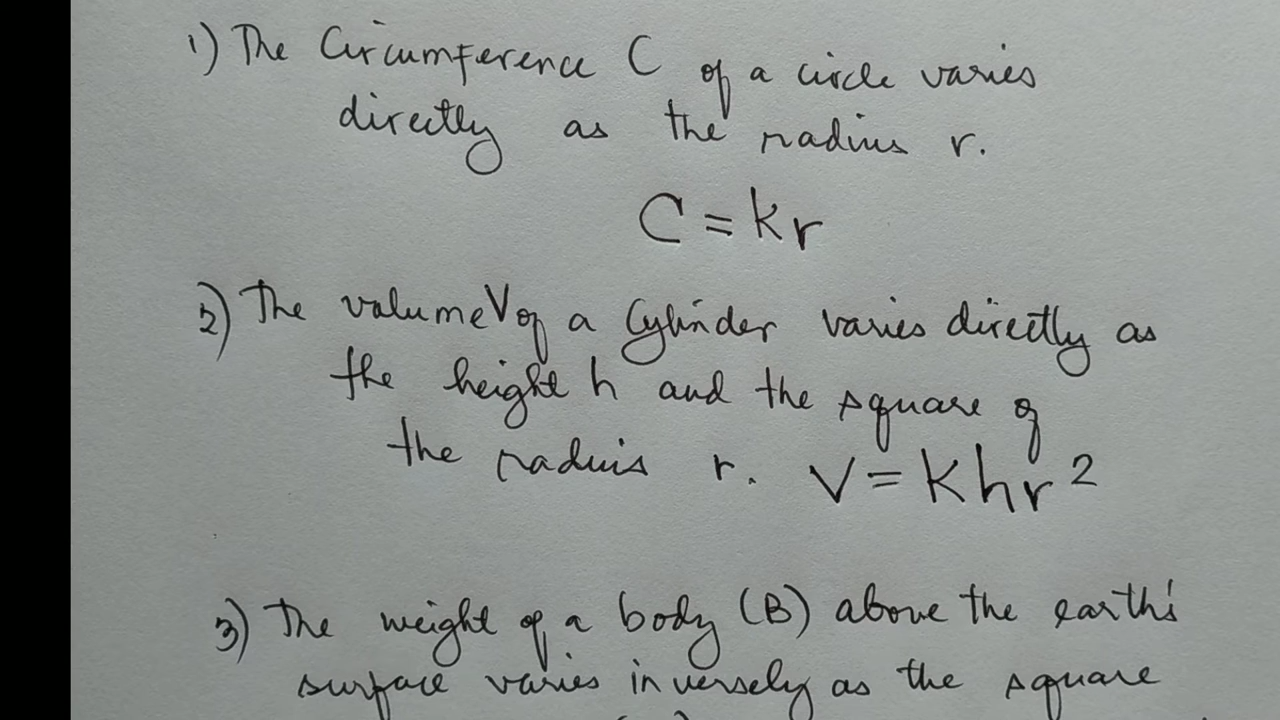 1) The Circumference C of a circle varies
directly as the radius r.
C = kr
2) The volume V of a Cylinder varies directly as
the height h and the square of
the raduis r. V = khr²
3) The weight of a body (B) above the earth's
surface varies inversely as the square